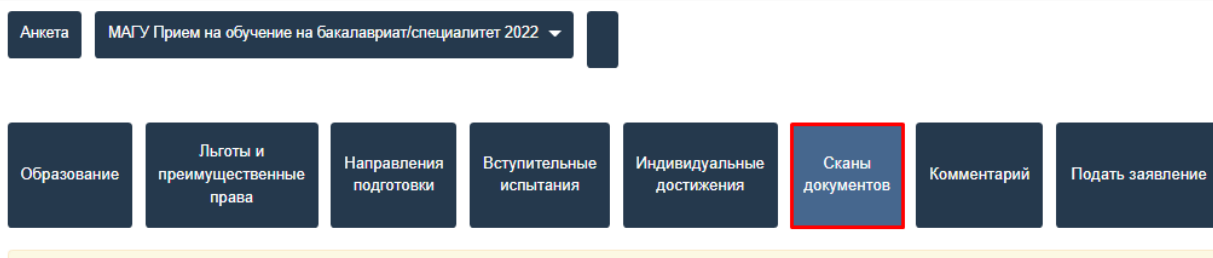 Анкета
МАГУ Прием на обучение на бакалавриат/специалитет 2022
Образование
Льготы и
преимущественные
права
Направления
подготовки
Вступительные
испытания
Индивидуальные
достижения
Сканы
документов
Комментарий
Подать заявление